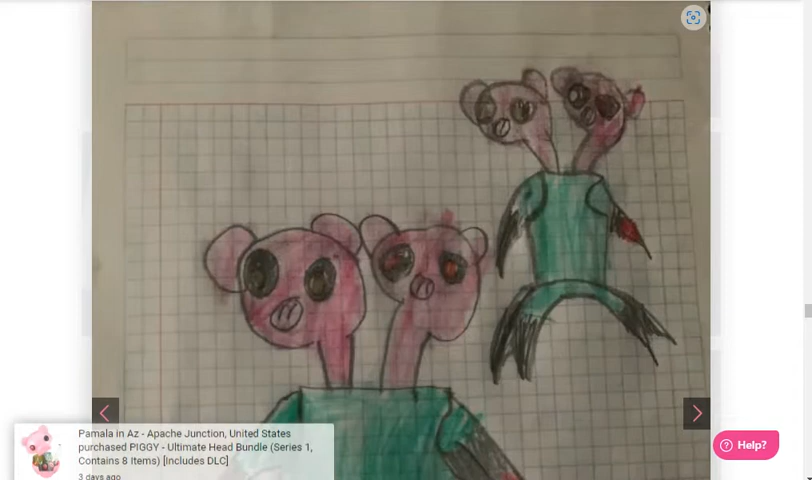 Pamala in Az - Apache Junction, United States
purchased PIGGY - Ultimate Head Bundle (Series 1,
Contains 8 Items) [Includes DLC]
3 days ago
Help?